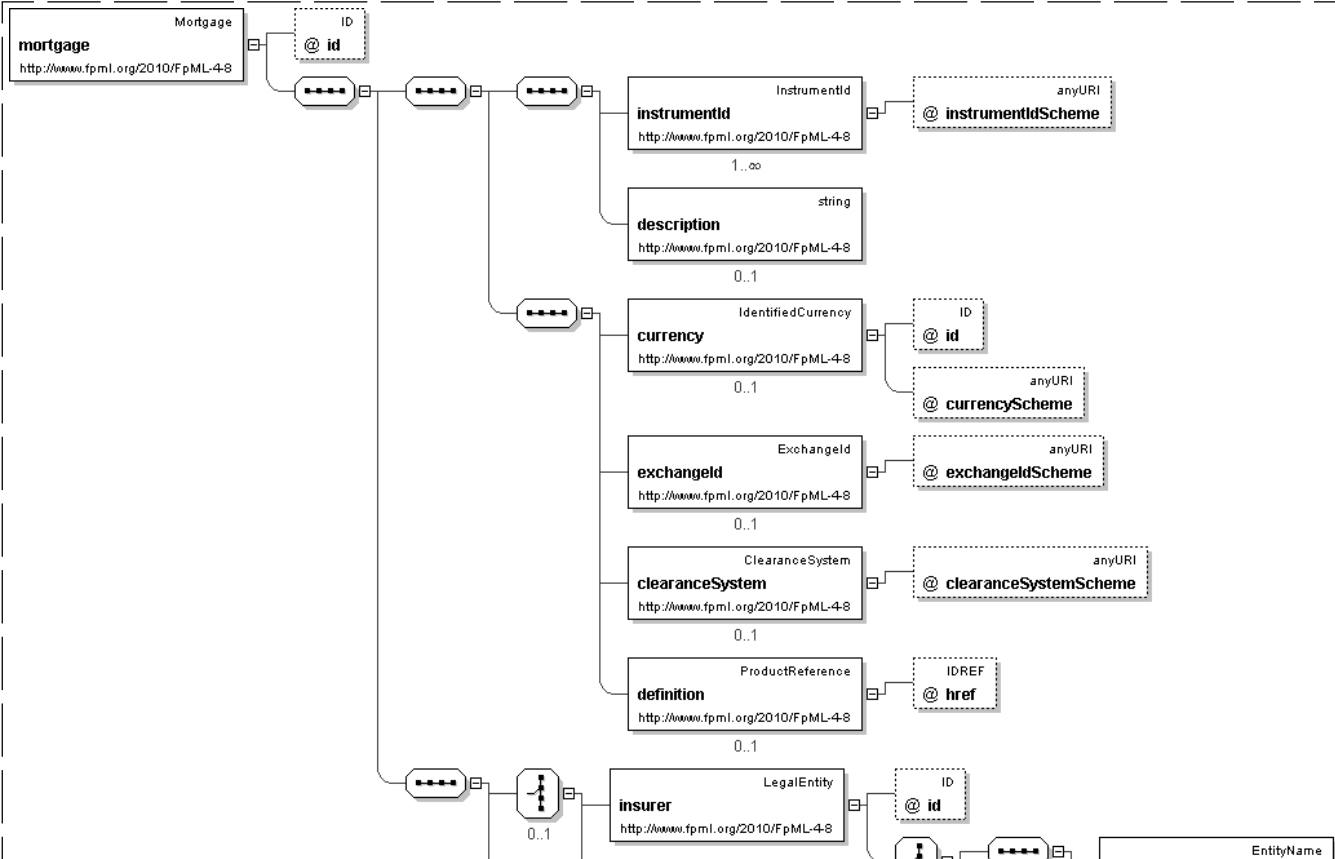 Mortgage
mortgage
http://www.fpml.org/2010/FpML-4-8
ID
@ id
InstrumentId
instrumentId
http://www.fpml.org/2010/FpML-4-8
1..∞
anyURI
@ instrumentIdScheme
string
description
http://www.fpml.org/2010/FpML-4-8
0..1
IdentifiedCurrency
currency
http://www.fpml.org/2010/FpML-4-8
0..1
ID
@ id
anyURI
@ currencyScheme
ExchangeId
exchangeId
http://www.fpml.org/2010/FpML-4-8
0..1
anyURI
@ exchangeIdScheme
ClearanceSystem
clearanceSystem
http://www.fpml.org/2010/FpML-4-8
0..1
anyURI
@ clearanceSystemScheme
ProductReference
definition
http://www.fpml.org/2010/FpML-4-8
0..1
IDREF
@ href
0..1
LegalEntity
insurer
http://www.fpml.org/2010/FpML-4-8
ID
@ id
EntityName